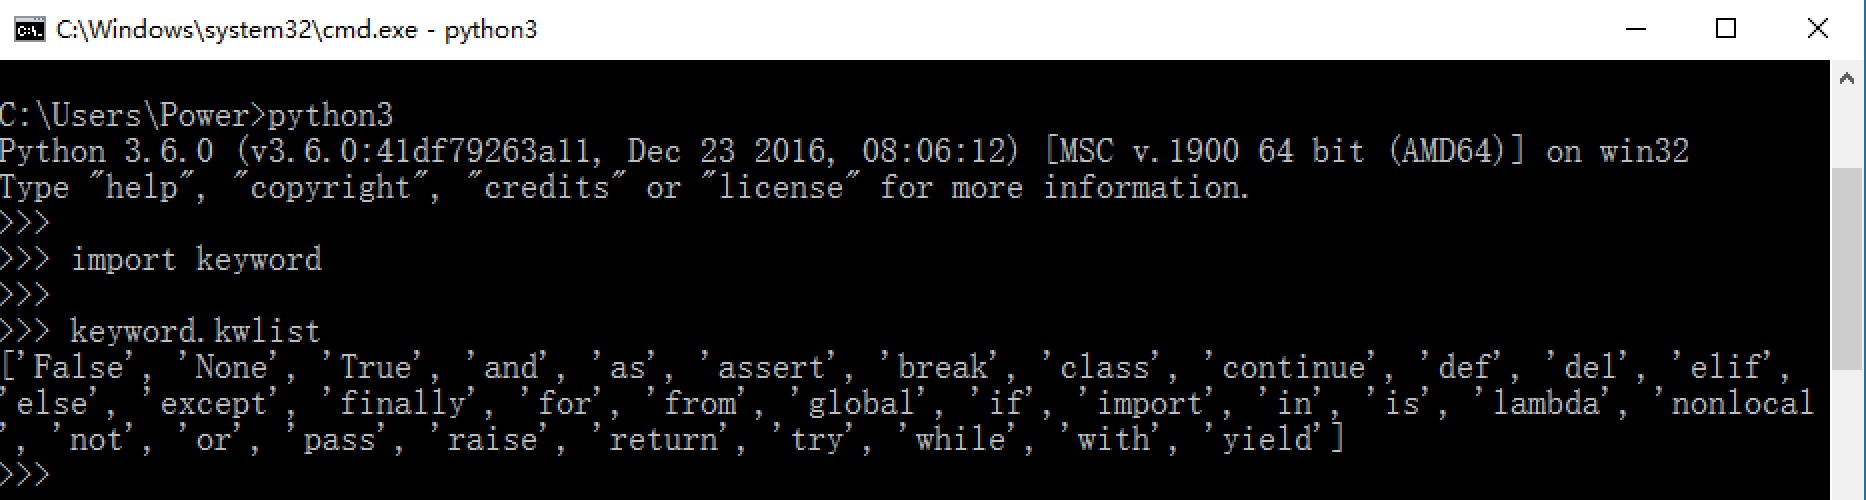 C:\Windows\system32\cmd.exe - python3
C:\Users\Power>python3
Python 3.6.0 (v3.6.0:41df79263a11, Dec 23 2016, 08:06:12) [MSC v.1900 64 bit (AMD64)] on win32
Type "help", "copyright", "credits" or "license" for more information.
>>>
>>> import keyword
>>>
>>> keyword.kwlist
['False', 'None', 'True', 'and', 'as', 'assert', 'break', 'class', 'continue', 'def', 'del', 'elif',
'else', 'except', 'finally', 'for', 'from', 'global', 'if', 'import', 'in', 'is', 'lambda', 'nonlocal
', 'not', 'or', 'pass', 'raise', 'return', 'try', 'while', 'with', 'yield']
>>>